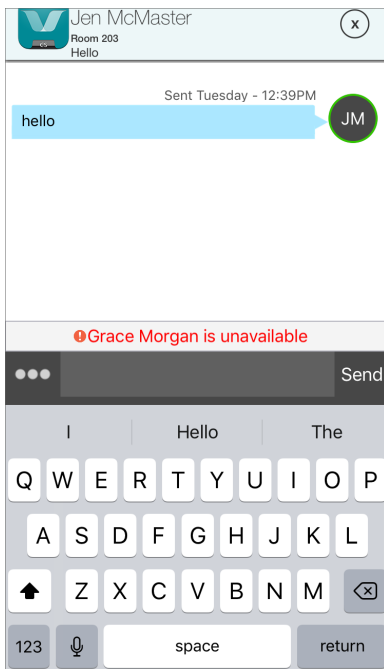 Jen McMaster
Room 203
Hello
cs
x
Sent Tuesday - 12:39PM
hello
JM
Grace Morgan is unavailable
Send
I Hello The
Q W E R T Y U I O P
A S D F G H J K L
Z X C V B N M
123 space return